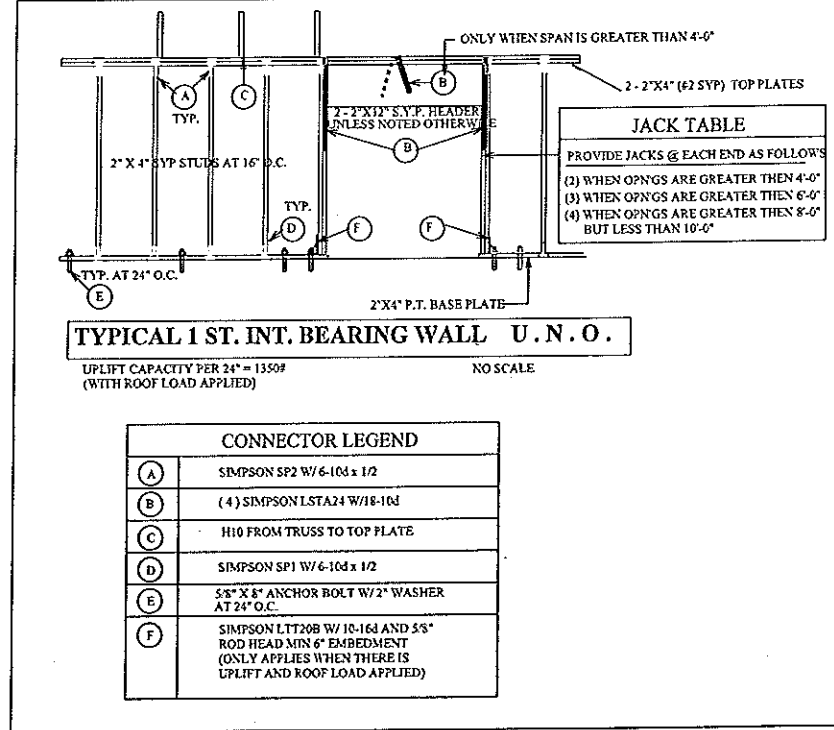 ONLY WHEN SPAN IS GREATER THAN 4'-0"
B
2 - 2"X4" (#2 SYP) TOP PLATES
A
TYP.
C
2 - 2"X12" S.Y.P. HEADER
UNLESS NOTED OTHERWISE
B
JACK TABLE
PROVIDE JACKS @ EACH END AS FOLLOWS
(2) WHEN OPN'GS ARE GREATER THEN 4'-0"
(3) WHEN OPN'GS ARE GREATER THEN 6'-0"
(4) WHEN OPN'GS ARE GREATER THEN 8'-0"
BUT LESS THAN 10'-0"
2" X 4" SYP STUDS AT 16" O.C.
TYP.
D
F
F
TYP. AT 24" O.C.
E
2"X4" P.T. BASE PLATE
TYPICAL 1 ST. INT. BEARING WALL U.N.O.
UPLIFT CAPACITY PER 24" = 1350#
(WITH ROOF LOAD APPLIED)
NO SCALE
CONNECTOR LEGEND
A SIMPSON SP2 W/ 6-10d x 1/2
B (4) SIMPSON LSTA24 W/18-10d
C H10 FROM TRUSS TO TOP PLATE
D SIMPSON SP1 W/ 6-10d x 1/2
E 5/8" X 8" ANCHOR BOLT W/ 2" WASHER
AT 24" O.C.
F SIMPSON LTT20B W/ 10-16d AND 5/8"
ROD HEAD MIN 6" EMBEDMENT
(ONLY APPLIES WHEN THERE IS
UPLIFT AND ROOF LOAD APPLIED)